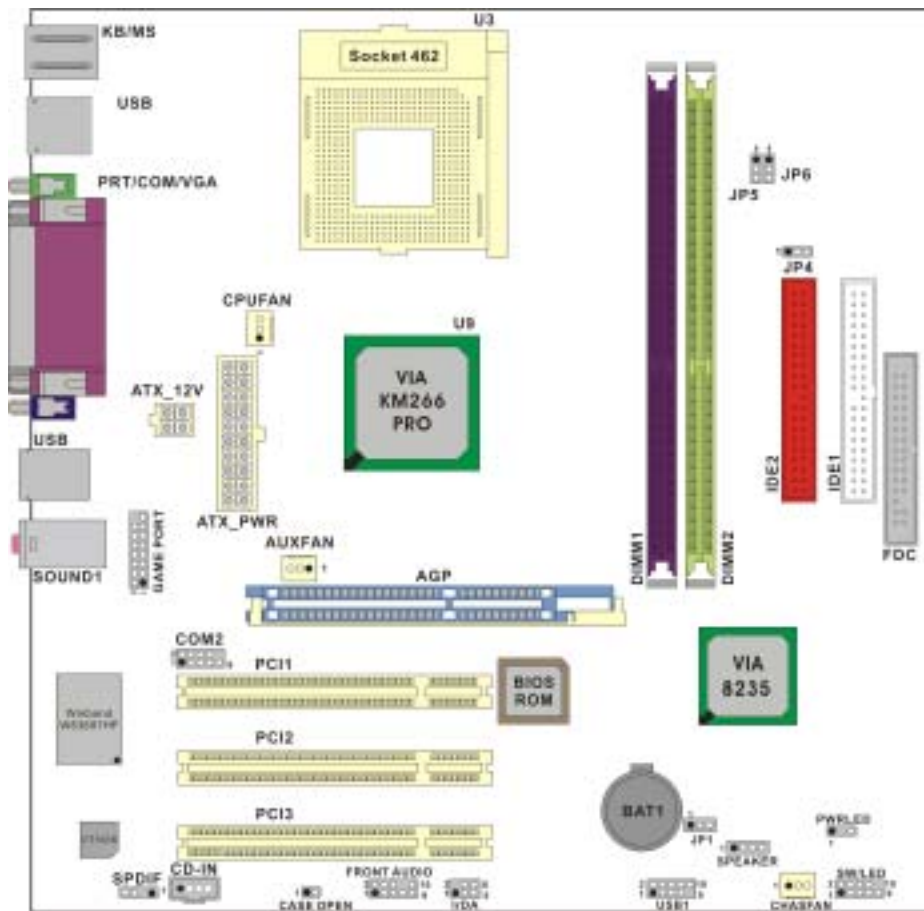 KB/MS
U3
Socket 462
USB
PRT/COM/VGA
JP5
JP6
JP4
CPUFAN
U9
VIA
KM266
PRO
ATX_12V
USB
ATX_PWR
IDE2
IDE1
FDC
SOUND1
GAME PORT
AUXFAN
AGP
DIMM1
DIMM2
COM2
PCI1
BIOS
ROM
VIA
8235
Winbond
PCI2
PCI3
BAT1
JP1
PWRLED
SPEAKER
SPDIF
CD-IN
CASE OPEN
FRONT AUDIO
USB1
CHASFAN
SW/LED